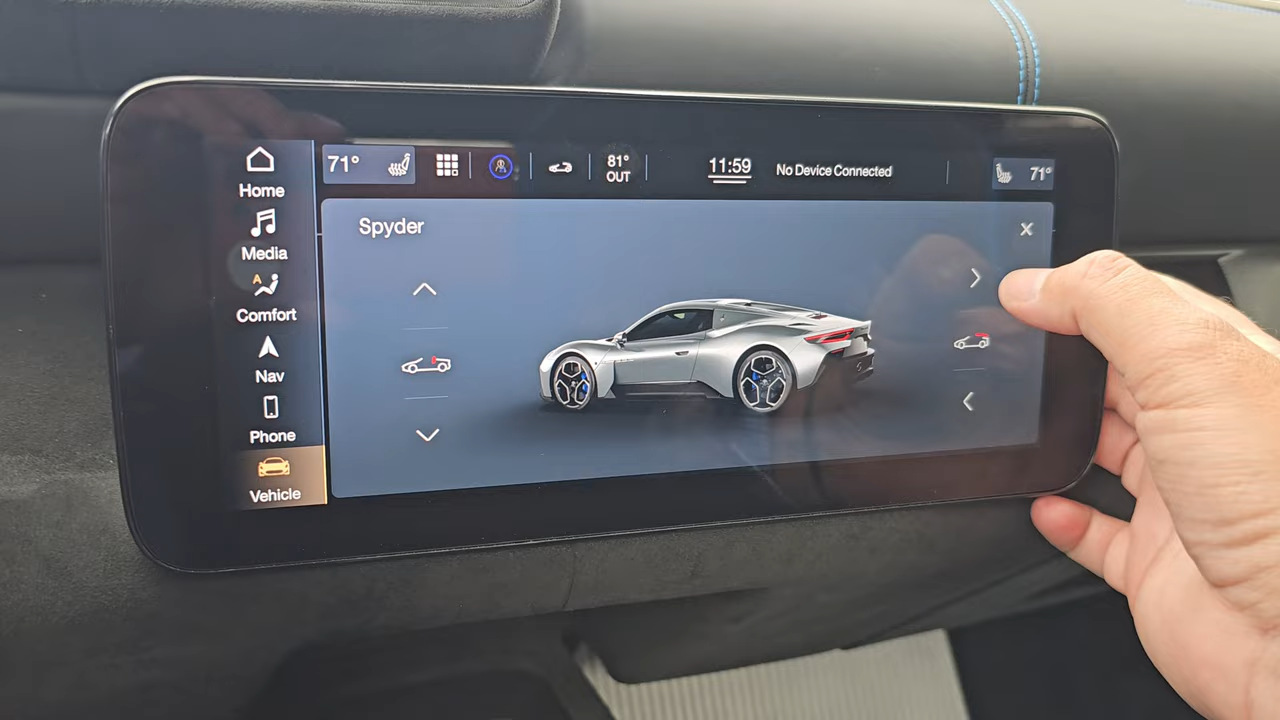 Home
Media
A
Comfort
Nav
Phone
Vehicle
71°
81°
OUT
11:59
No Device Connected
71°
Spyder